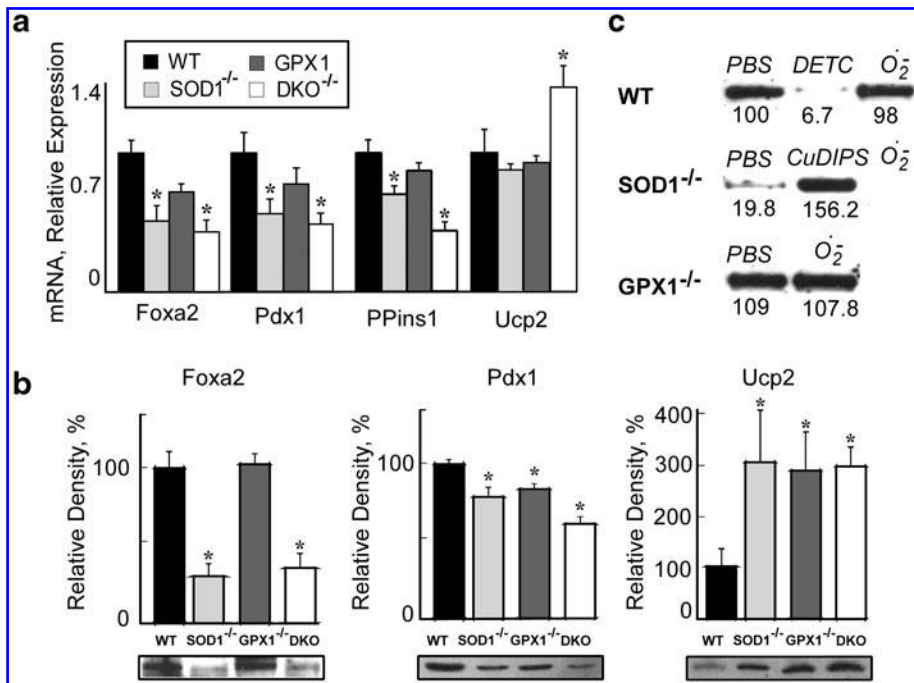 a
WT
GPX1
SOD1-/-
DKO-/-
mRNA, Relative Expression
1.4
0.7
0
* * * * * * *
Foxa2 Pdx1 PPins1 Ucp2
c
PBS DETC O2·-
WT
100 6.7 98
PBS CuDIPS O2·-
SOD1-/-
19.8 156.2
PBS O2·-
GPX1-/-
109 107.8
b
Foxa2
Relative Density, %
100
0
* *
WT SOD1-/- GPX1-/- DKO
Pdx1
Relative Density, %
100
0
* * *
WT SOD1-/- GPX1-/- DKO
Ucp2
Relative Density, %
400
300
200
100
0
* * *
WT SOD1-/- GPX1-/- DKO